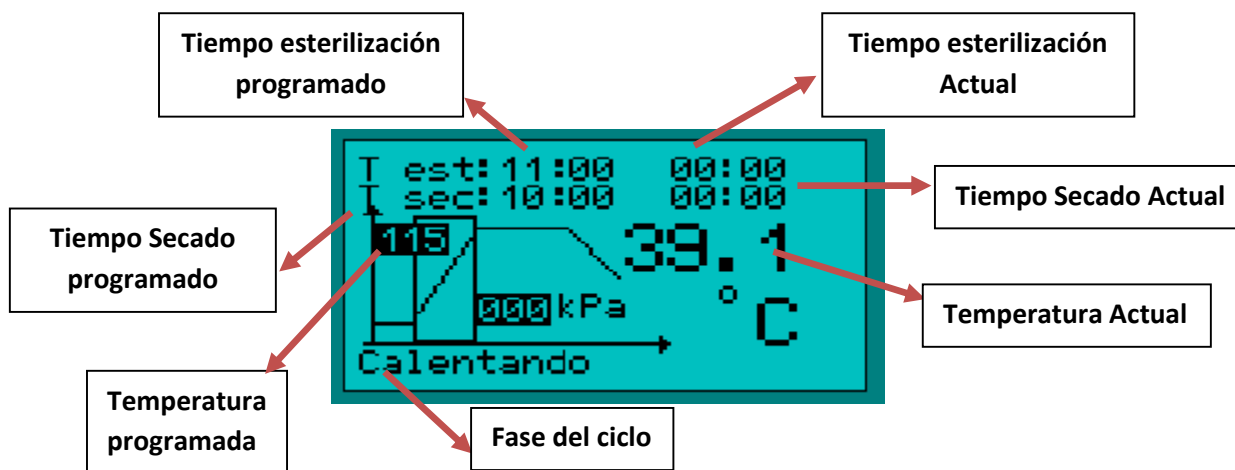 Tiempo esterilización
programado
Tiempo esterilización
Actual
T est:11:00 00:00
T sec:10:00 00:00
Tiempo Secado Actual
Tiempo Secado
programado
115
39.1
°C
000 kPa
Temperatura Actual
Calentando
Temperatura
programada
Fase del ciclo